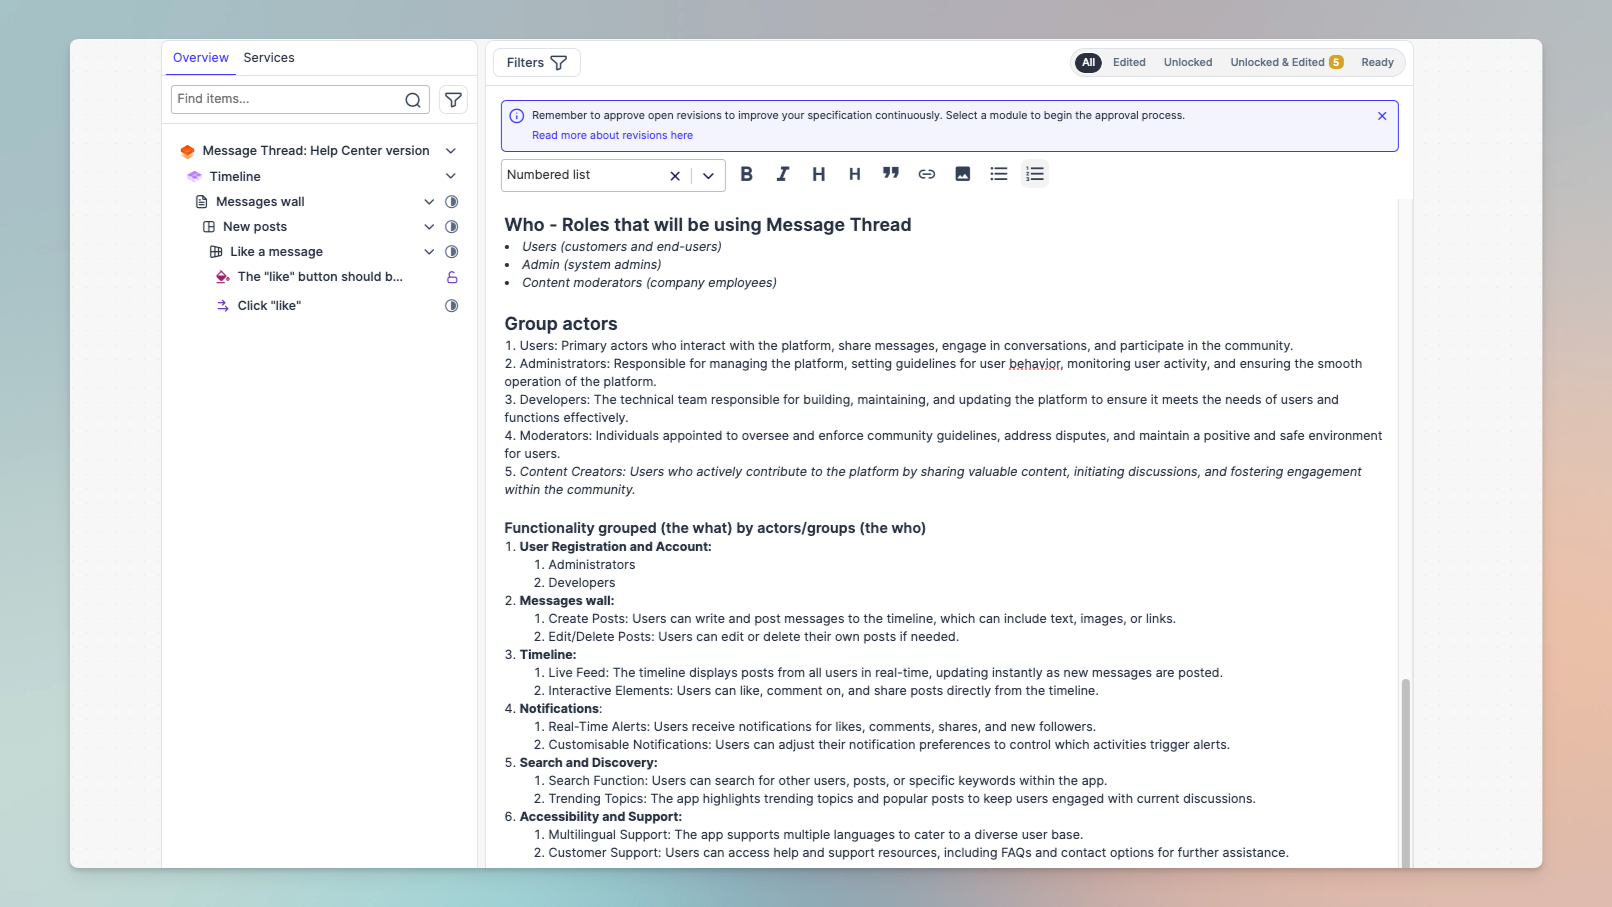 Overview Services
Find items...
Message Thread: Help Center version
Timeline
Messages wall
New posts
Like a message
The "like" button should b...
Click "like"
Filters
All Edited Unlocked Unlocked & Edited 5 Ready
Remember to approve open revisions to improve your specification continuously. Select a module to begin the approval process.
Read more about revisions here
Numbered list
Who - Roles that will be using Message Thread
• Users (customers and end-users)
• Admin (system admins)
• Content moderators (company employees)
Group actors
1. Users: Primary actors who interact with the platform, share messages, engage in conversations, and participate in the community.
2. Administrators: Responsible for managing the platform, setting guidelines for user behavior, monitoring user activity, and ensuring the smooth
operation of the platform.
3. Developers: The technical team responsible for building, maintaining, and updating the platform to ensure it meets the needs of users and
functions effectively.
4. Moderators: Individuals appointed to oversee and enforce community guidelines, address disputes, and maintain a positive and safe environment
for users.
5. Content Creators: Users who actively contribute to the platform by sharing valuable content, initiating discussions, and fostering engagement
within the community.
Functionality grouped (the what) by actors/groups (the who)
1. User Registration and Account:
1. Administrators
2. Developers
2. Messages wall:
1. Create Posts: Users can write and post messages to the timeline, which can include text, images, or links.
2. Edit/Delete Posts: Users can edit or delete their own posts if needed.
3. Timeline:
1. Live Feed: The timeline displays posts from all users in real-time, updating instantly as new messages are posted.
2. Interactive Elements: Users can like, comment on, and share posts directly from the timeline.
4. Notifications:
1. Real-Time Alerts: Users receive notifications for likes, comments, shares, and new followers.
2. Customisable Notifications: Users can adjust their notification preferences to control which activities trigger alerts.
5. Search and Discovery:
1. Search Function: Users can search for other users, posts, or specific keywords within the app.
2. Trending Topics: The app highlights trending topics and popular posts to keep users engaged with current discussions.
6. Accessibility and Support:
1. Multilingual Support: The app supports multiple languages to cater to a diverse user base.
2. Customer Support: Users can access help and support resources, including FAQs and contact options for further assistance.